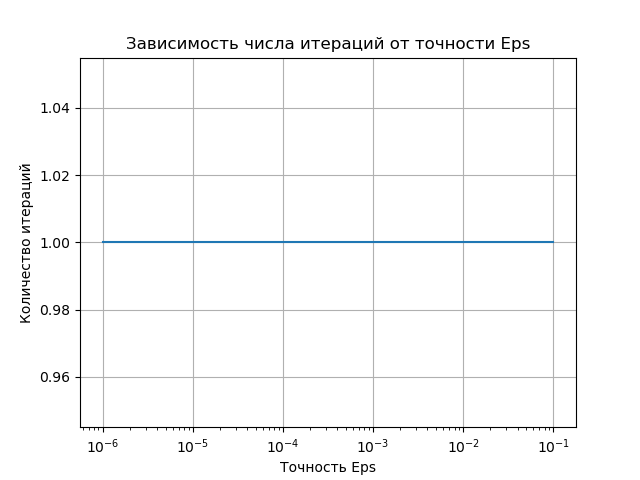 Зависимость числа итераций от точности Eps
Количество итераций
1.04
1.02
1.00
0.98
0.96
10⁻⁶ 10⁻⁵ 10⁻⁴ 10⁻³ 10⁻² 10⁻¹
Точность Eps